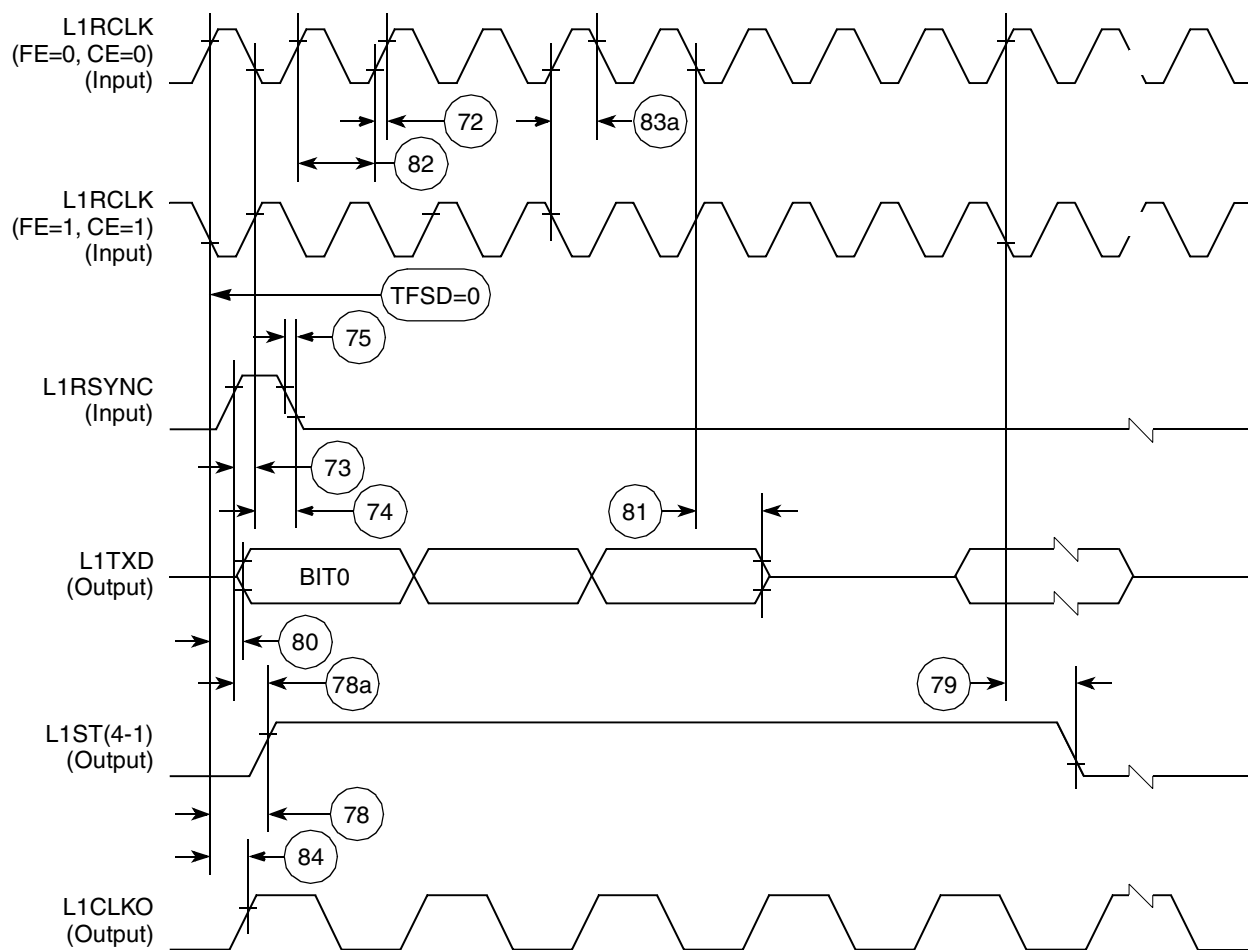 L1RCLK
(FE=0, CE=0)
(Input)
72
83a
82
L1RCLK
(FE=1, CE=1)
(Input)
TFSD=0
75
L1RSYNC
(Input)
73
74
81
L1TXD
(Output)
BIT0
80
78a
79
L1ST(4-1)
(Output)
78
84
L1CLKO
(Output)